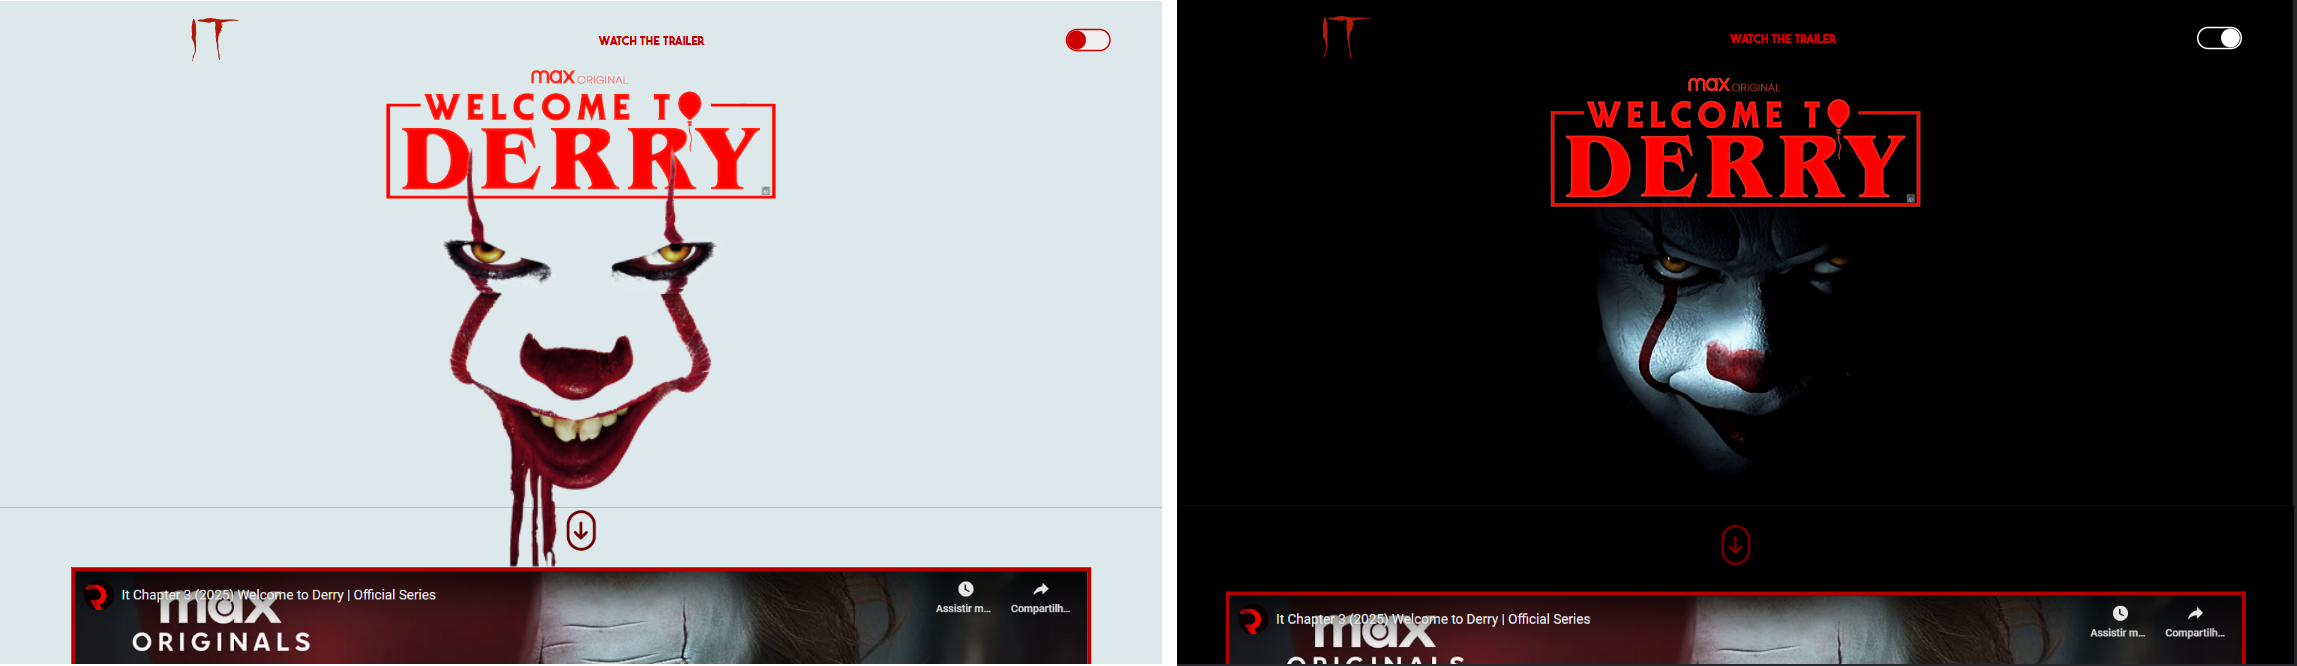 IT
WATCH THE TRAILER
max ORIGINAL
WELCOME TO
DERRY
It Chapter 3 (2025) Welcome to Derry | Official Series
Assistir m...
Compartilh...
max
ORIGINALS
IT
WATCH THE TRAILER
max ORIGINAL
WELCOME TO
DERRY
It Chapter 3 (2025) Welcome to Derry | Official Series
Assistir m...
Compartilh...
max
ORIGINALS